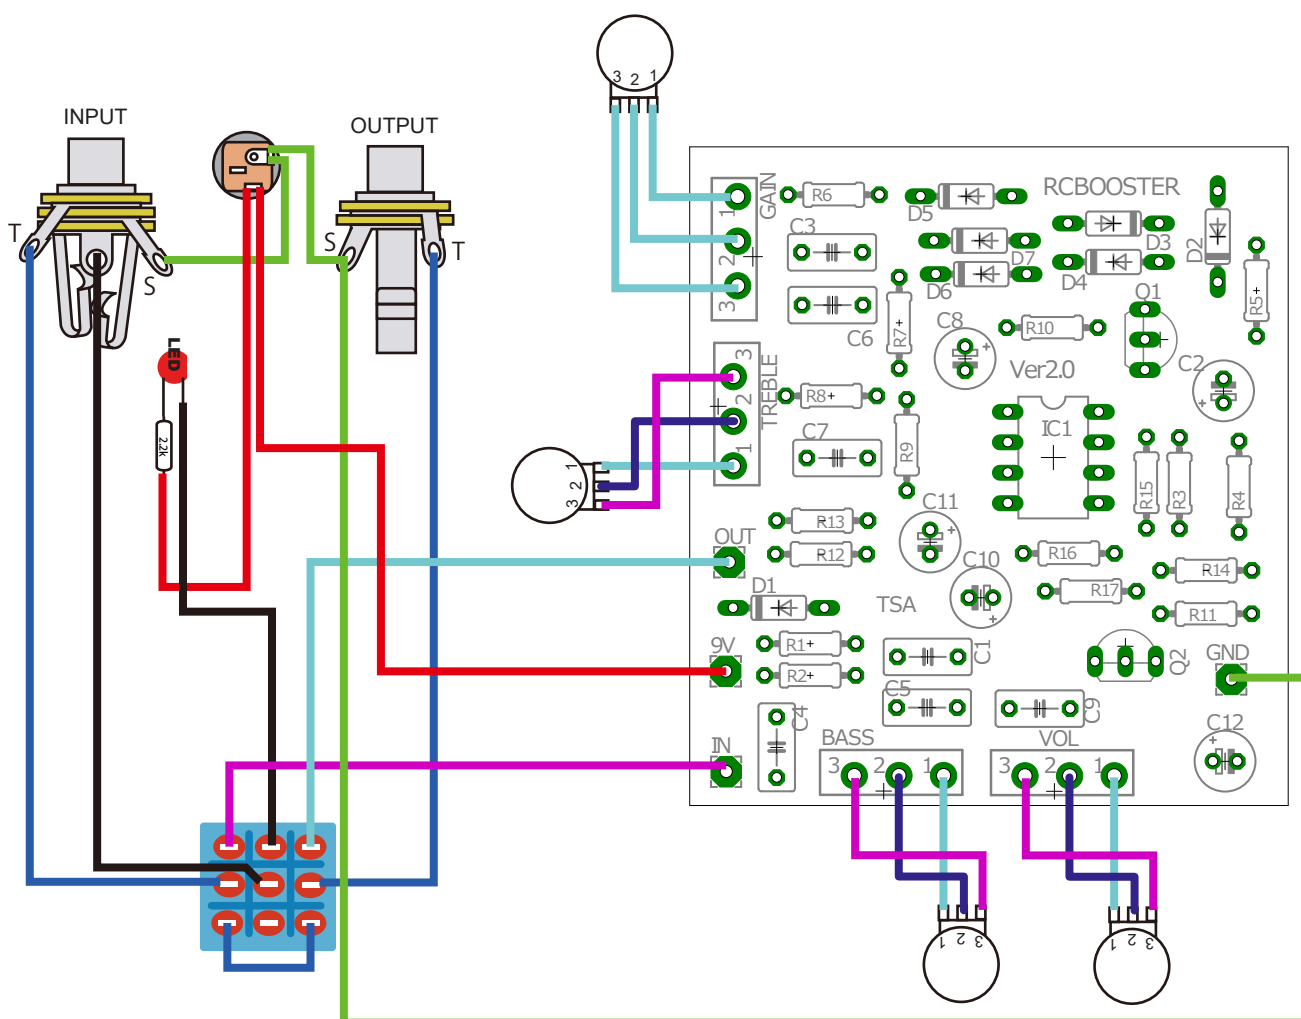 INPUT
OUTPUT
T
S
S
T
LED
2.2k
3 2 1
1 2 3
GAIN
1
2
3
R6
C3
C6
R7+
C8
D5
D7
D6
RCBOOSTER
D3
D4
D2
R5+
Q1
R10
Ver2.0
C2
3
2
1
TREBLE
R8+
C7
R9
IC1
R15
R3
R4
OUT
R13
R12
C11
C10
R16
R17
R14
R11
D1
TSA
9V
R1+
R2+
C1
C5
C4
C9
Q2
GND
C12
IN
BASS
3 2 1
VOL
3 2 1
1 2 3
1 2 3